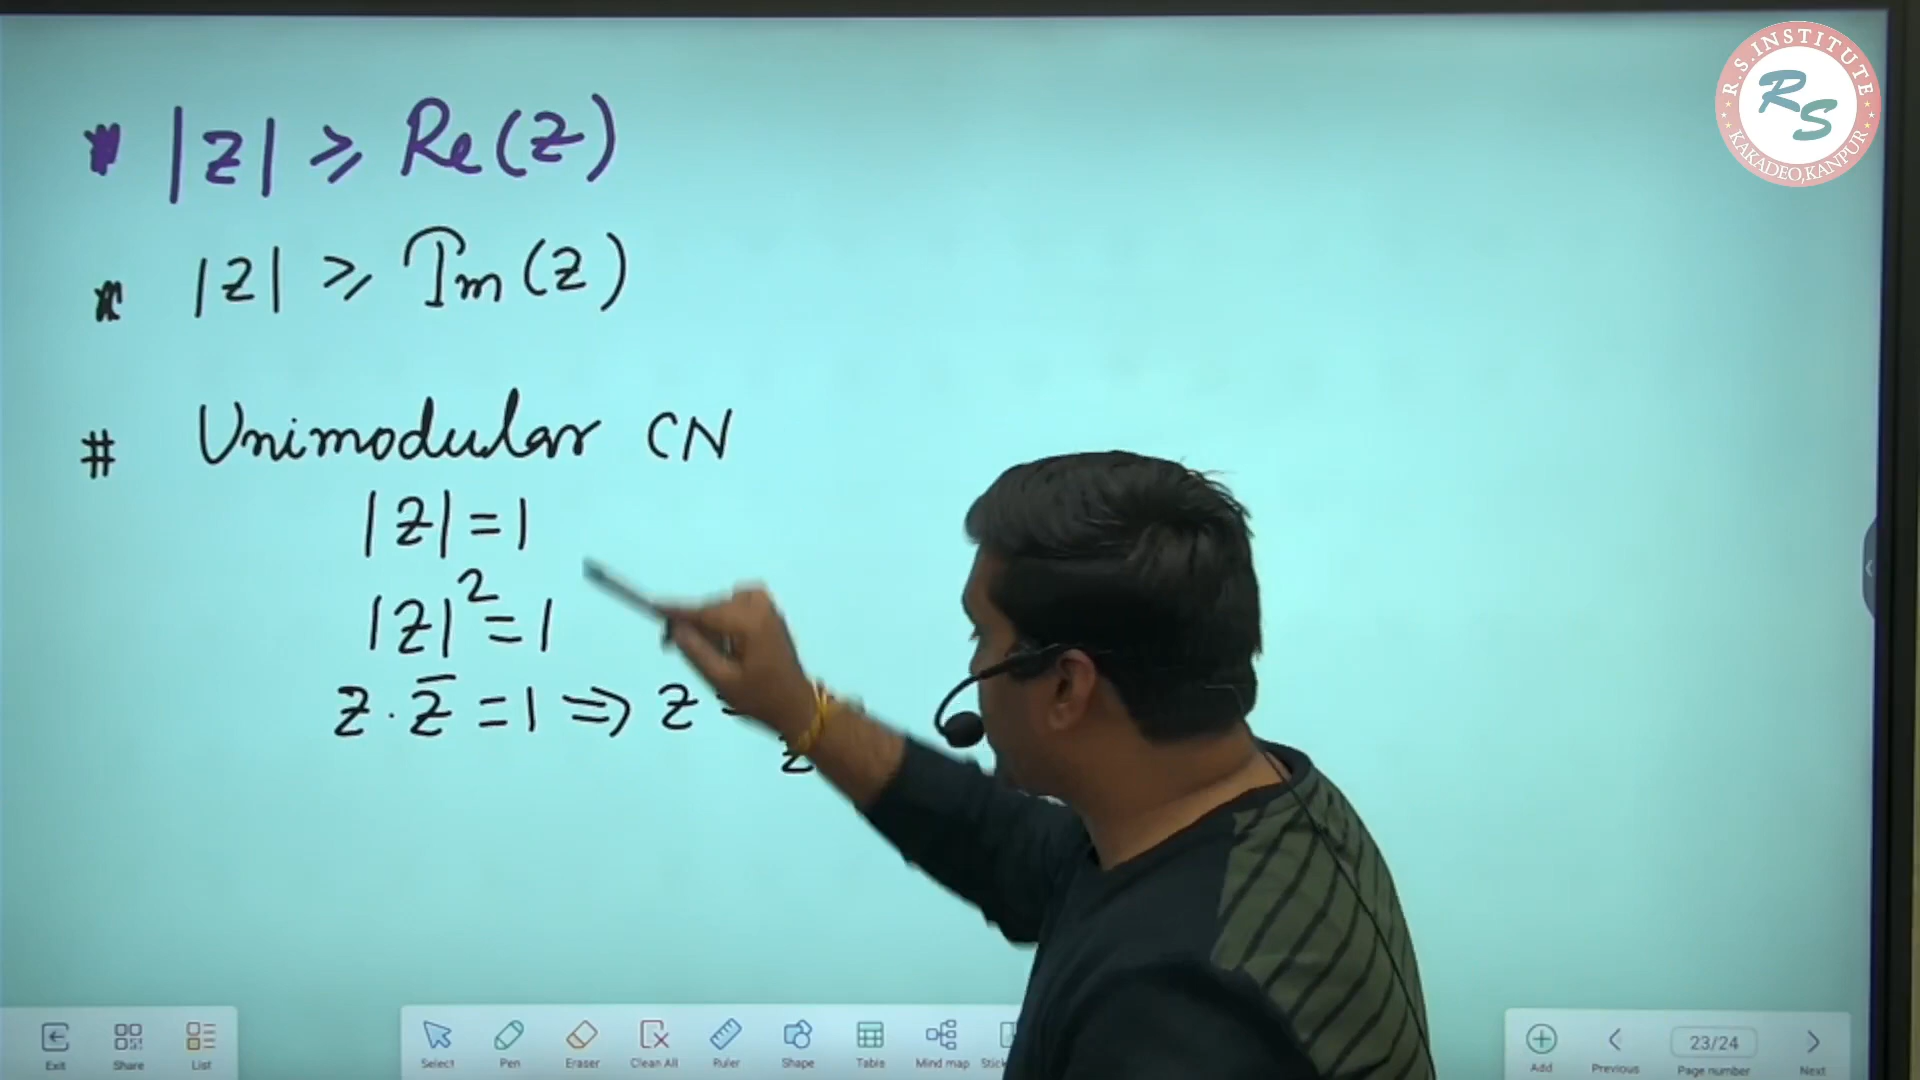 * |z| ⩾ Re(z)
* |z| ⩾ Im(z)
# Unimodular CN
|z| = 1
|z|² = 1
z · z̄ = 1 ⇒ z =
z
R.S.INSTITUTE
RS
KAKADEO,KANPUR
Exit Share List
Select Pen Eraser Clean All Ruler Shape Table Mind map
Add Previous 23/24 Page number Next